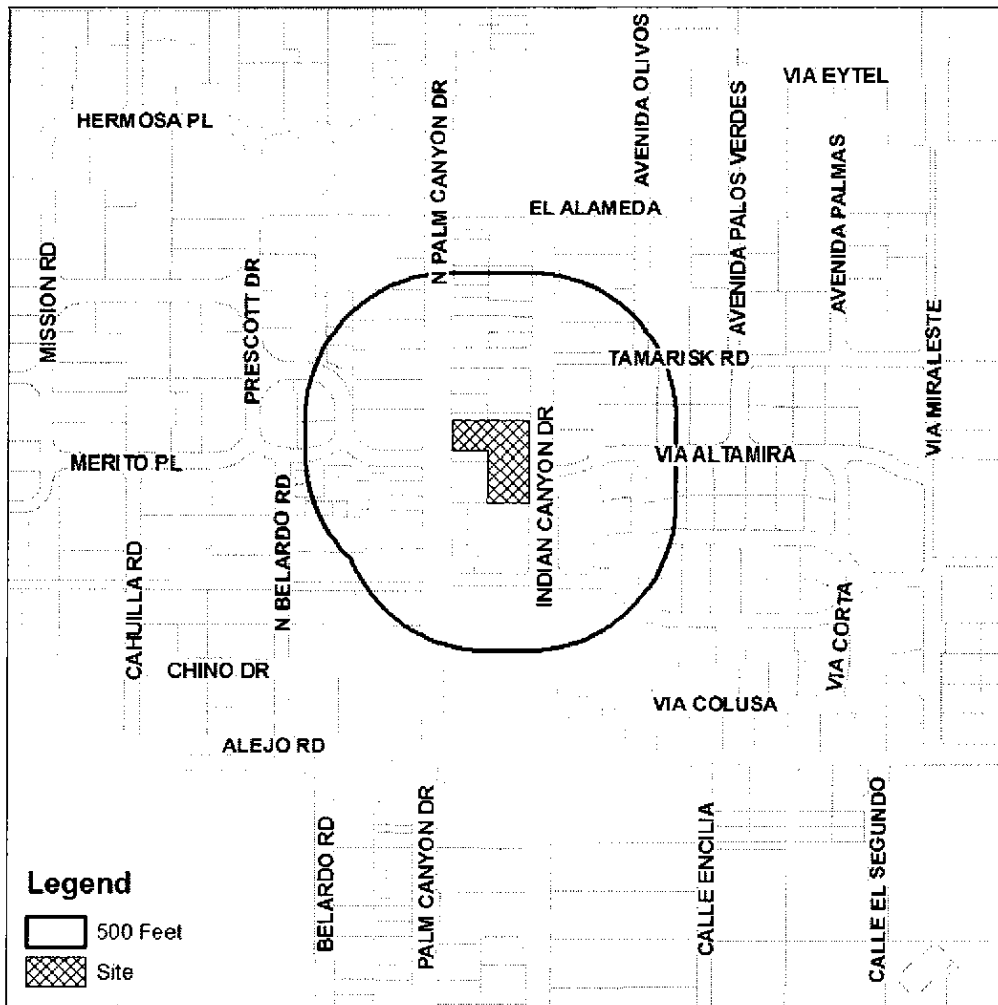 VIA EYTEL
AVENIDA OLIVOS
HERMOSA PL
N PALM CANYON DR
AVENIDA PALOS VERDES
AVENIDA PALMAS
EL ALAMEDA
MISSION RD
PRESCOTT DR
VIA MIRALESTE
TAMARISK RD
INDIAN CANYON DR
MERITO PL
VIA ALTAMIRA
N BELARDO RD
CAHUILLA RD
VIA CORTA
CHINO DR
VIA COLUSA
ALEJO RD
BELARDO RD
PALM CANYON DR
CALLE ENCILIA
CALLE EL SEGUNDO
Legend
500 Feet
Site